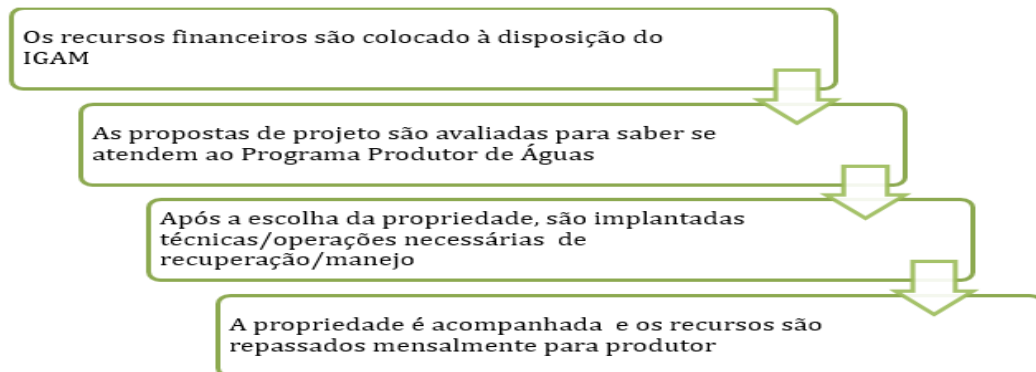 Os recursos financeiros são colocado à disposição do
IGAM
As propostas de projeto são avaliadas para saber se
atendem ao Programa Produtor de Águas
Após a escolha da propriedade, são implantadas
técnicas/operações necessárias de
recuperação/manejo
A propriedade é acompanhada e os recursos são
repassados mensalmente para produtor